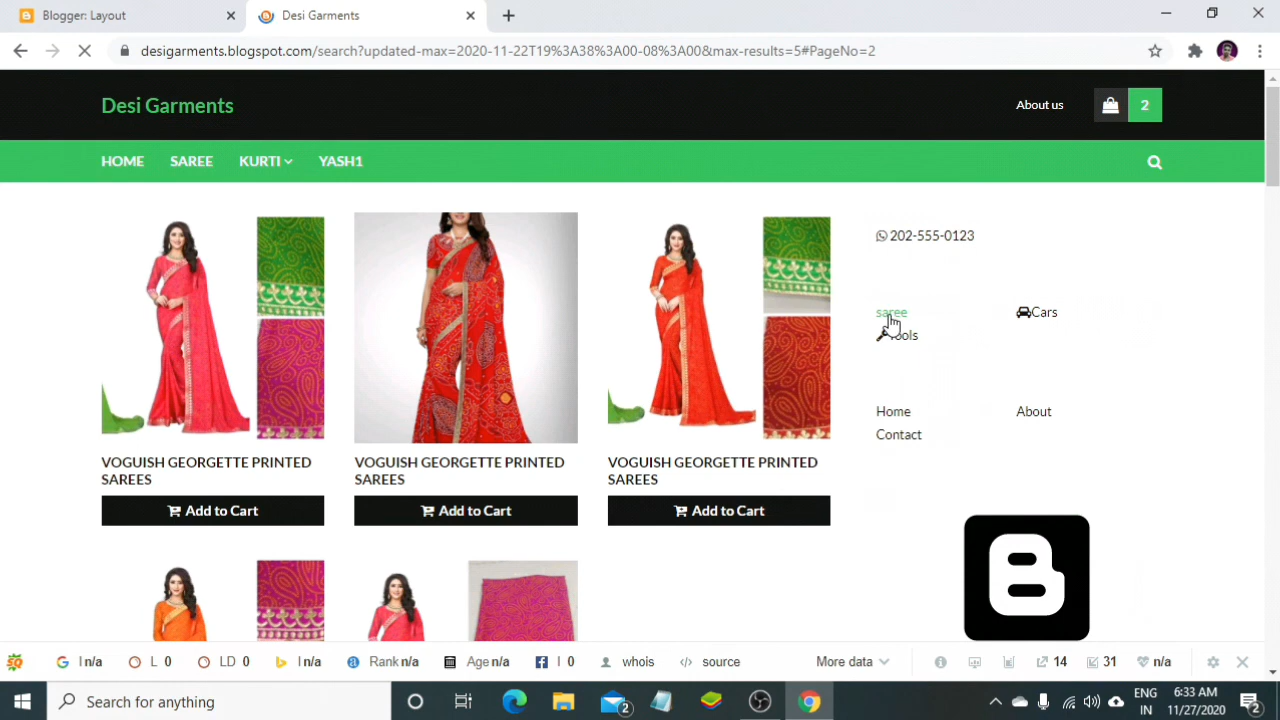 Blogger: Layout
Desi Garments
desigarments.blogspot.com/search?updated-max=2020-11-22T19%3A38%3A00-08%3A00&max-results=5#PageNo=2
Desi Garments
About us
2
HOME SAREE KURTI YASH1
202-555-0123
saree
Cars
Tools
Home
About
Contact
VOGUISH GEORGETTE PRINTED
SAREES
Add to Cart
VOGUISH GEORGETTE PRINTED
SAREES
Add to Cart
VOGUISH GEORGETTE PRINTED
SAREES
Add to Cart
I n/a L 0 LD 0 I n/a Rank n/a Age n/a I 0 whois source More data 14 31 n/a
Search for anything
2
ENG
IN
6:33 AM
11/27/2020
2